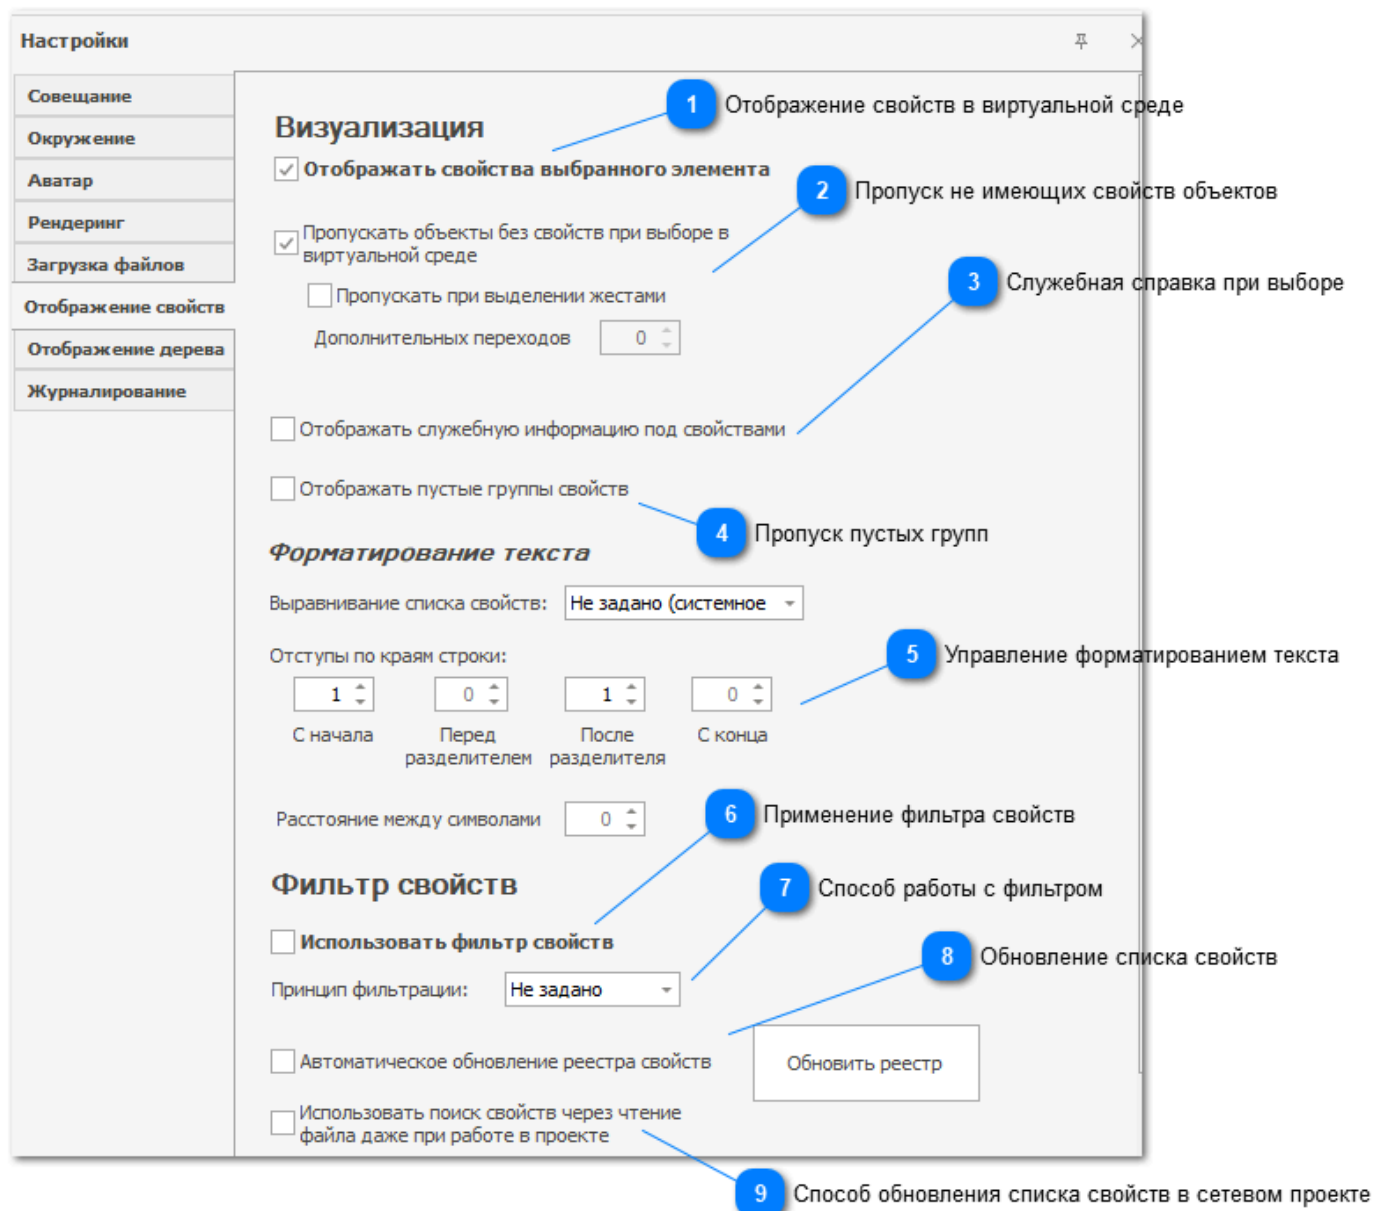 Настройки
Совещание
Окружение
Аватар
Рендеринг
Загрузка файлов
Отображение свойств
Отображение дерева
Журналирование
Визуализация
1 Отображение свойств в виртуальной среде
Отображать свойства выбранного элемента
2 Пропуск не имеющих свойств объектов
Пропускать объекты без свойств при выборе в
виртуальной среде
3 Служебная справка при выборе
Пропускать при выделении жестами
Дополнительных переходов 0
Отображать служебную информацию под свойствами
Отображать пустые группы свойств
4 Пропуск пустых групп
Форматирование текста
Выравнивание списка свойств: Не задано (системное
5 Управление форматированием текста
Отступы по краям строки:
1 0 1 0
С начала Перед После С конца
разделителем разделителя
6 Применение фильтра свойств
Расстояние между символами 0
Фильтр свойств
7 Способ работы с фильтром
Использовать фильтр свойств
8 Обновление списка свойств
Принцип фильтрации: Не задано
Автоматическое обновление реестра свойств Обновить реестр
Использовать поиск свойств через чтение
файла даже при работе в проекте
9 Способ обновления списка свойств в сетевом проекте